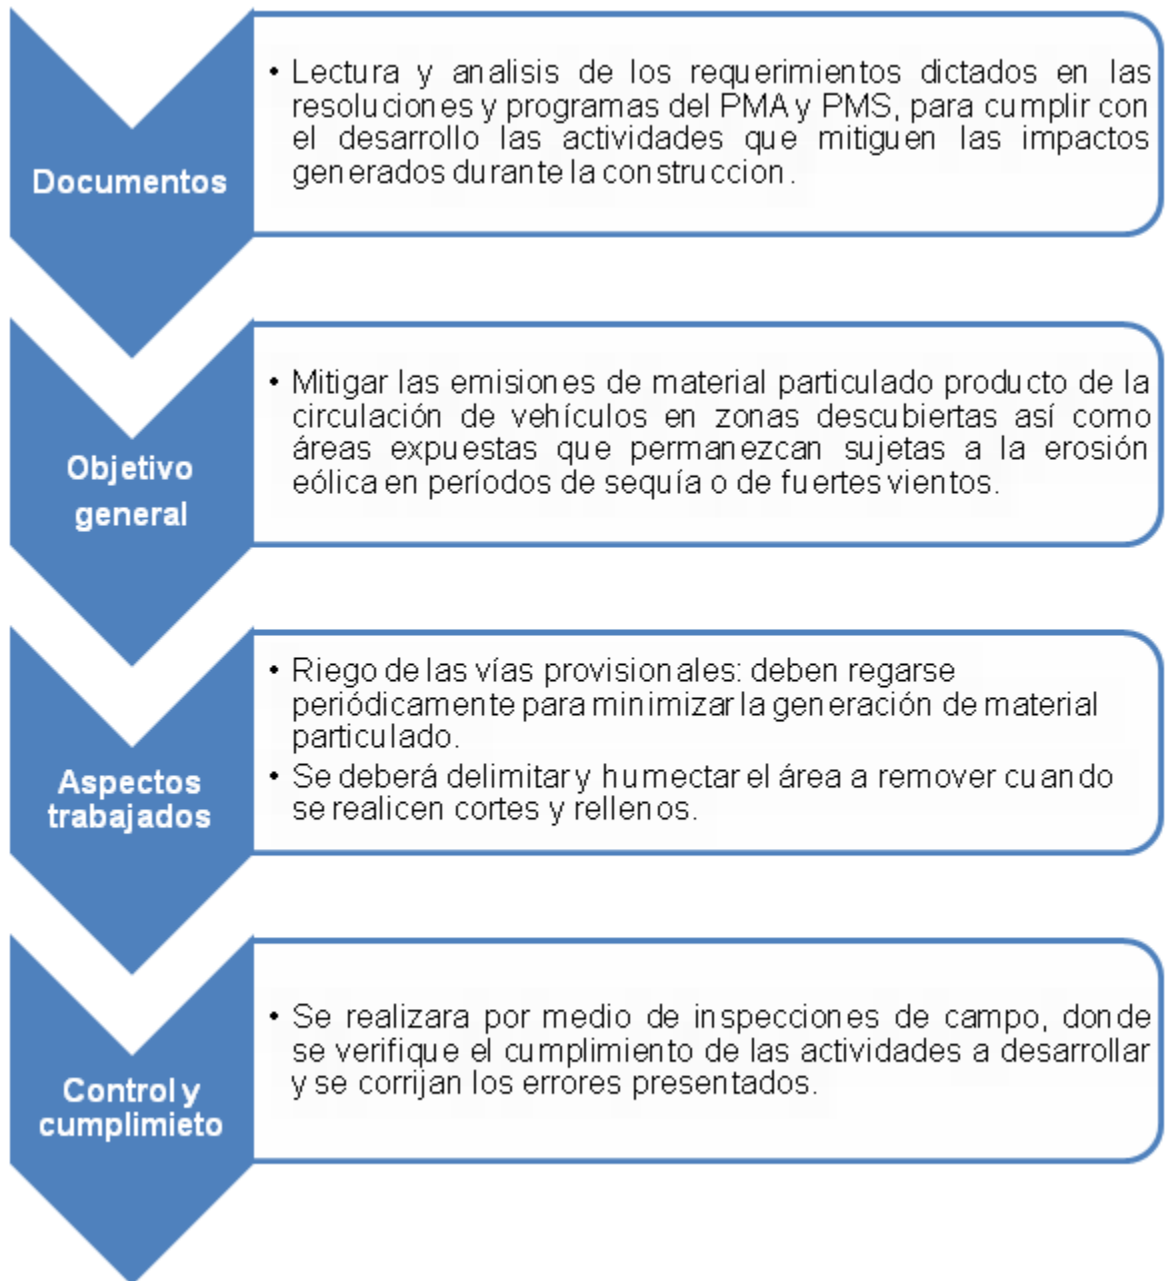 Documentos
• Lectura y analisis de los requerimientos dictados en las
resoluciones y programas del PMA y PMS, para cumplir con
el desarrollo las actividades que mitiguen las impactos
generados durante la construccion.
Objetivo
general
• Mitigar las emisiones de material particulado producto de la
circulación de vehículos en zonas descubiertas así como
áreas expuestas que permanezcan sujetas a la erosión
eólica en períodos de sequía o de fuertes vientos.
Aspectos
trabajados
• Riego de las vías provisionales: deben regarse
periódicamente para minimizar la generación de material
particulado.
• Se deberá delimitar y humectar el área a remover cuando
se realicen cortes y rellenos.
Control y
cumplimieto
• Se realizara por medio de inspecciones de campo, donde
se verifique el cumplimiento de las actividades a desarrollar
y se corrijan los errores presentados.